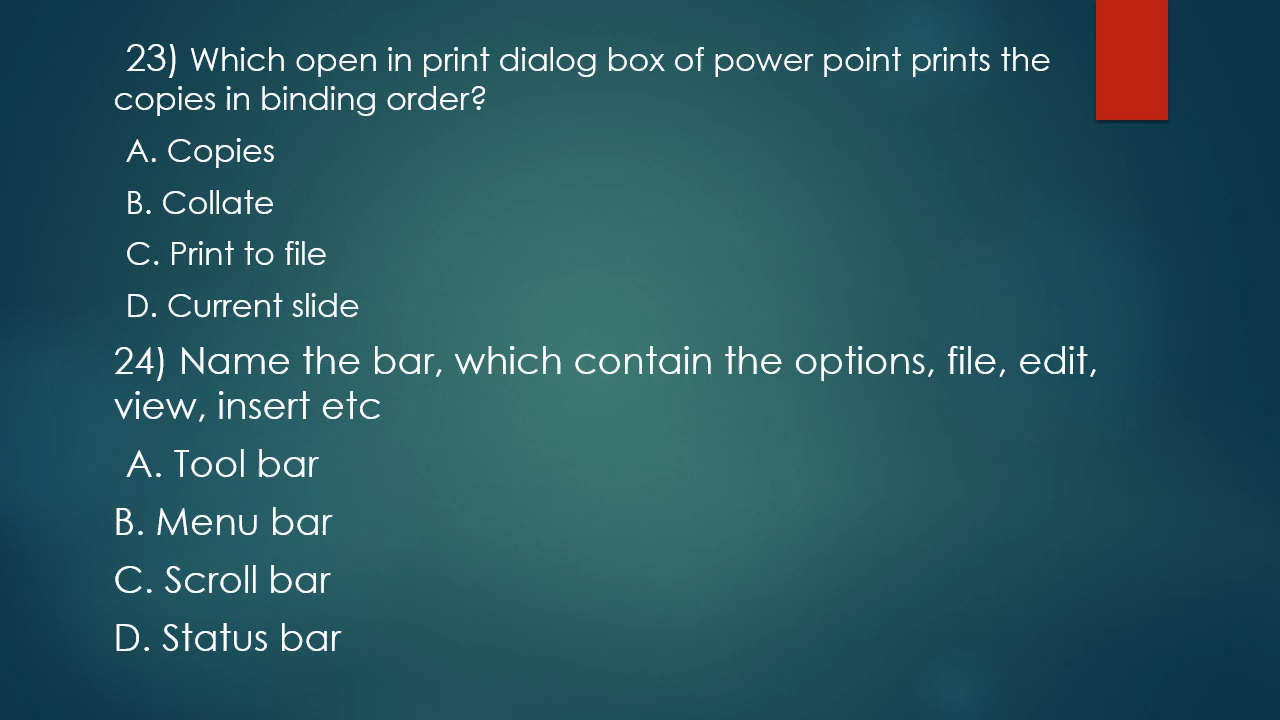 23) Which open in print dialog box of power point prints the
copies in binding order?
A. Copies
B. Collate
C. Print to file
D. Current slide
24) Name the bar, which contain the options, file, edit,
view, insert etc
A. Tool bar
B. Menu bar
C. Scroll bar
D. Status bar